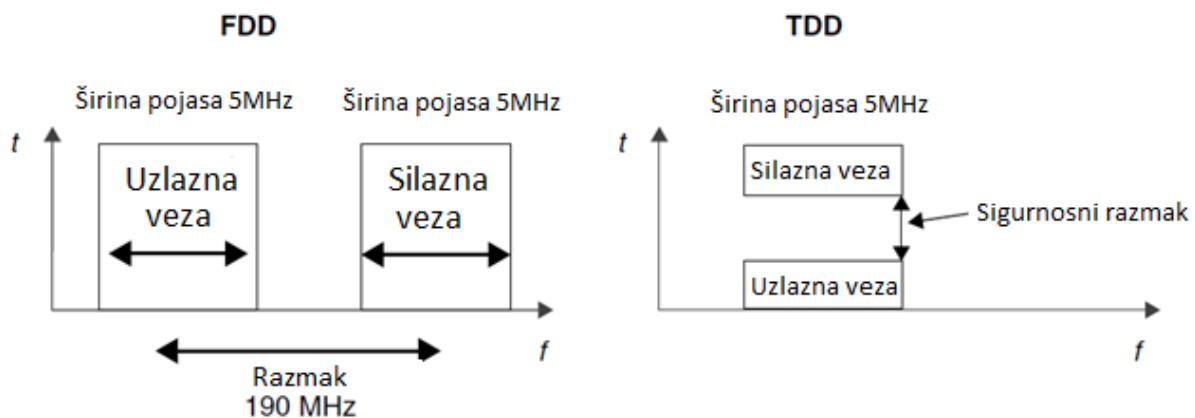 FDD
Širina pojasa 5MHz
Širina pojasa 5MHz
t
Uzlazna
veza
Silazna
veza
f
Razmak
190 MHz
TDD
Širina pojasa 5MHz
t
Silazna veza
Sigurnosni razmak
Uzlazna veza
f